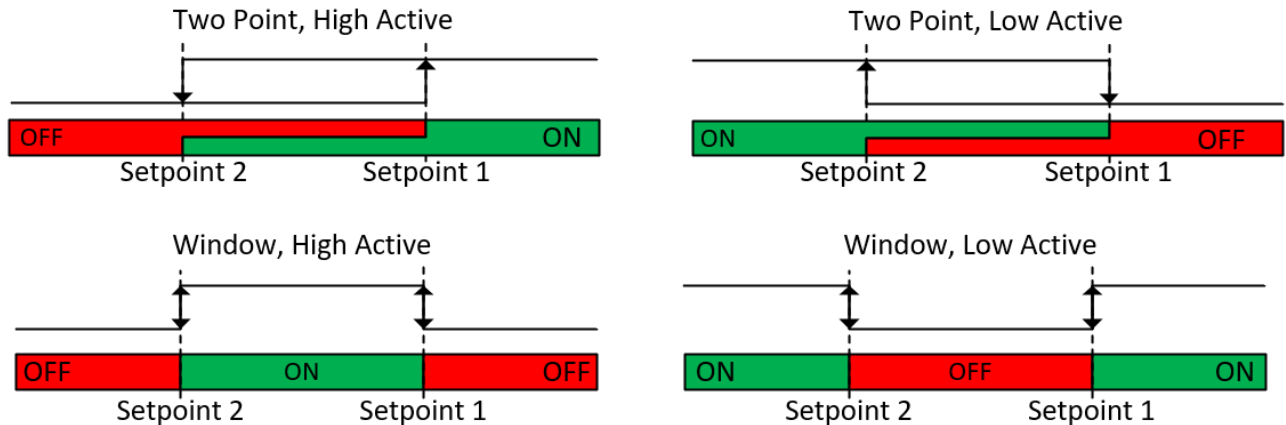 Two Point, High Active
OFF
ON
Setpoint 2
Setpoint 1
Two Point, Low Active
ON
OFF
Setpoint 2
Setpoint 1
Window, High Active
OFF
ON
OFF
Setpoint 2
Setpoint 1
Window, Low Active
ON
OFF
ON
Setpoint 2
Setpoint 1